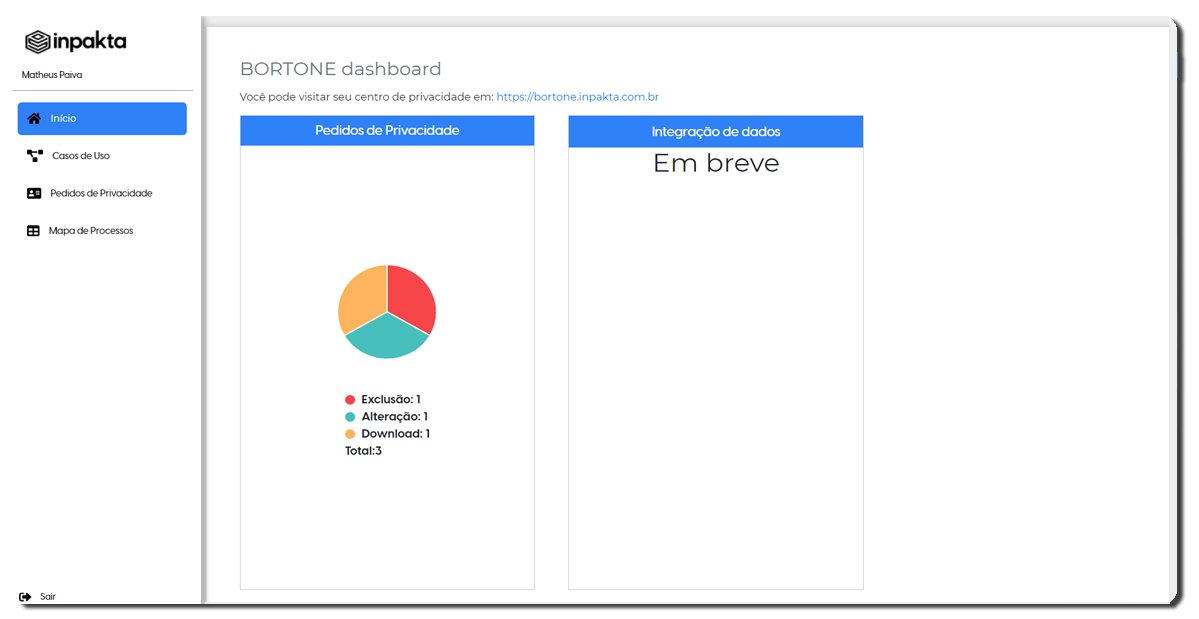 inpakta
Matheus Paiva
Início
Casos de Uso
Pedidos de Privacidade
Mapa de Processos
Sair
BORTONE dashboard
Você pode visitar seu centro de privacidade em: https://bortone.inpakta.com.br
Pedidos de Privacidade
Exclusão: 1
Alteração: 1
Download: 1
Total:3
Integração de dados
Em breve